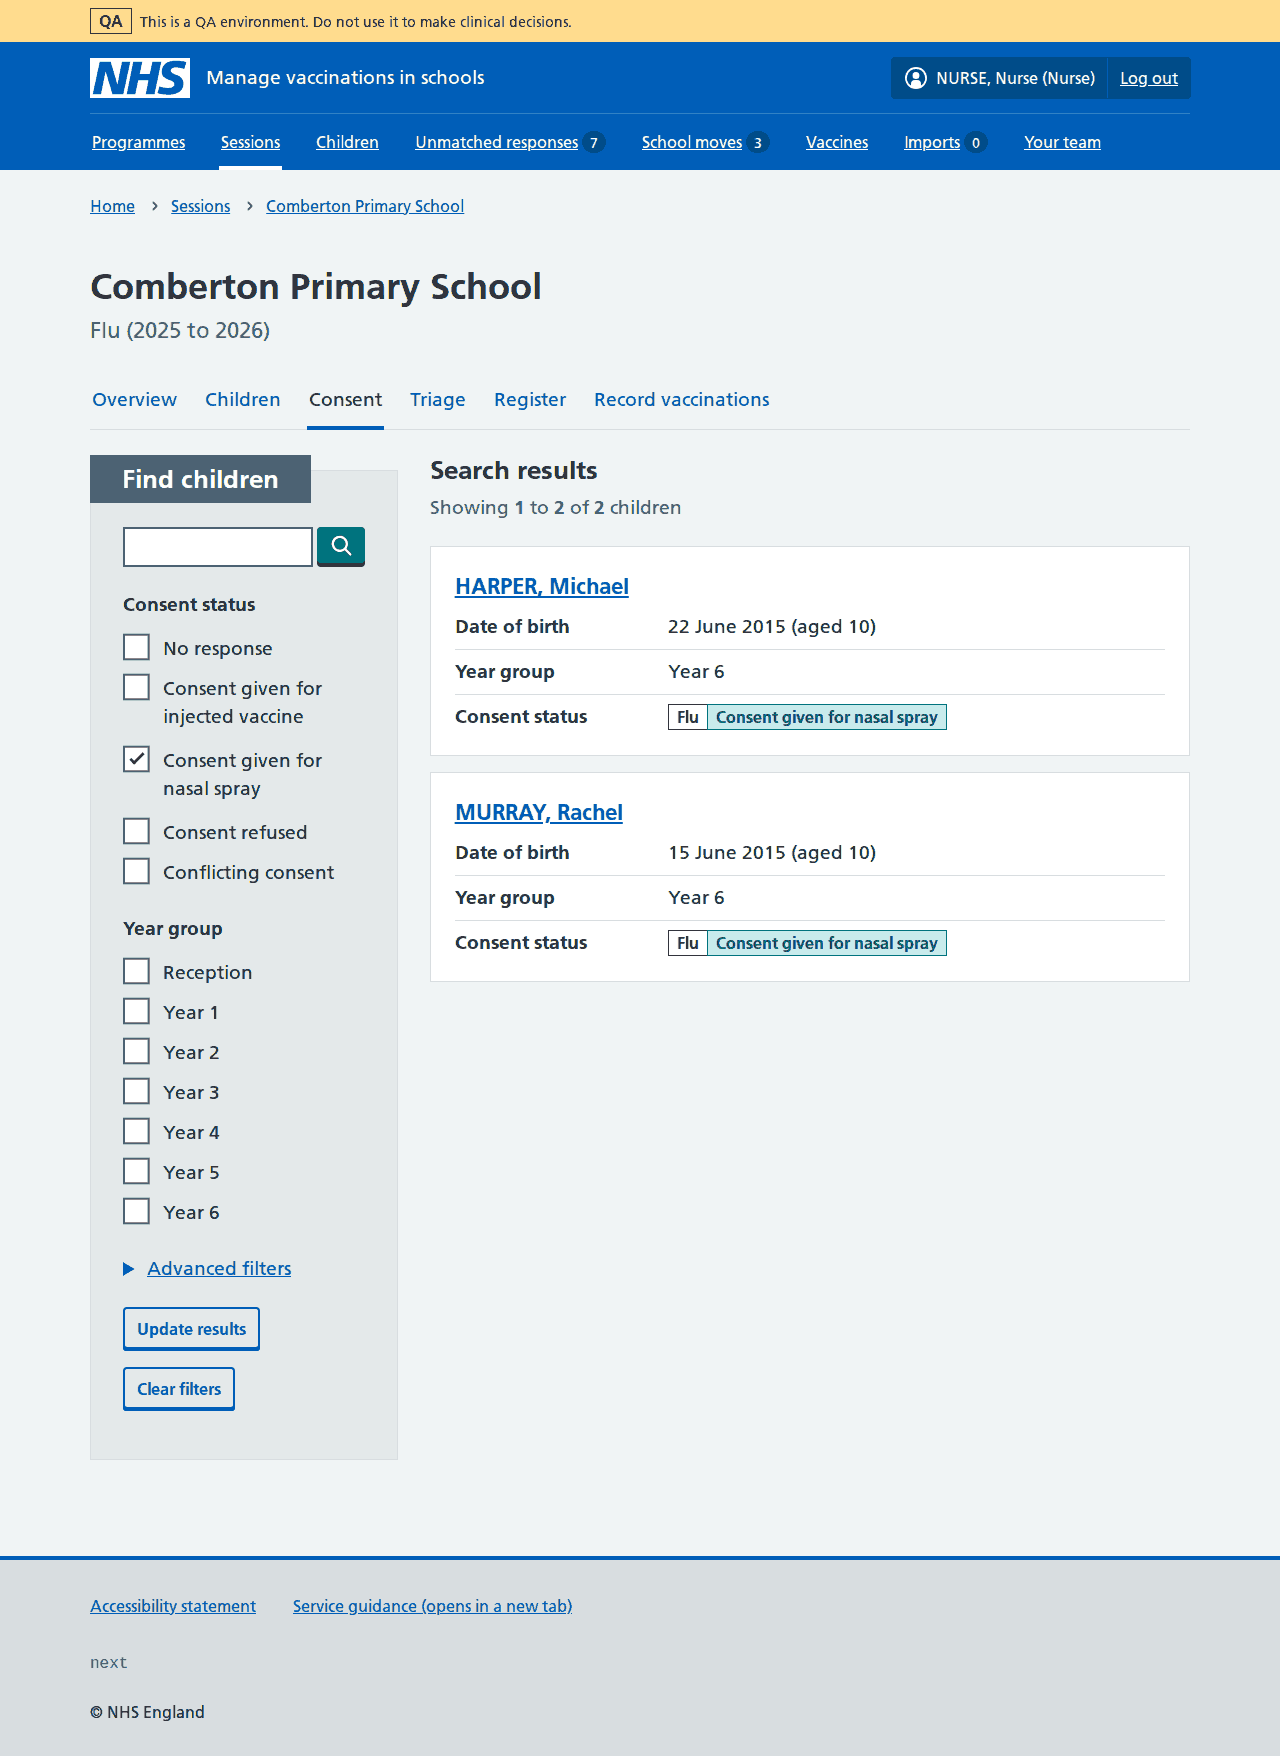 QA This is a QA environment. Do not use it to make clinical decisions.
NHS Manage vaccinations in schools NURSE, Nurse (Nurse) Log out
Programmes Sessions Children Unmatched responses 7 School moves 3 Vaccines Imports 0 Your team
Home Sessions Comberton Primary School
Comberton Primary School
Flu (2025 to 2026)
Overview Children Consent Triage Register Record vaccinations
Find children
Consent status
No response
Consent given for
injected vaccine
Consent given for
nasal spray
Consent refused
Conflicting consent
Year group
Reception
Year 1
Year 2
Year 3
Year 4
Year 5
Year 6
Advanced filters
Update results
Clear filters
Search results
Showing 1 to 2 of 2 children
HARPER, Michael
Date of birth 22 June 2015 (aged 10)
Year group Year 6
Consent status Flu Consent given for nasal spray
MURRAY, Rachel
Date of birth 15 June 2015 (aged 10)
Year group Year 6
Consent status Flu Consent given for nasal spray
Accessibility statement Service guidance (opens in a new tab)
next
© NHS England